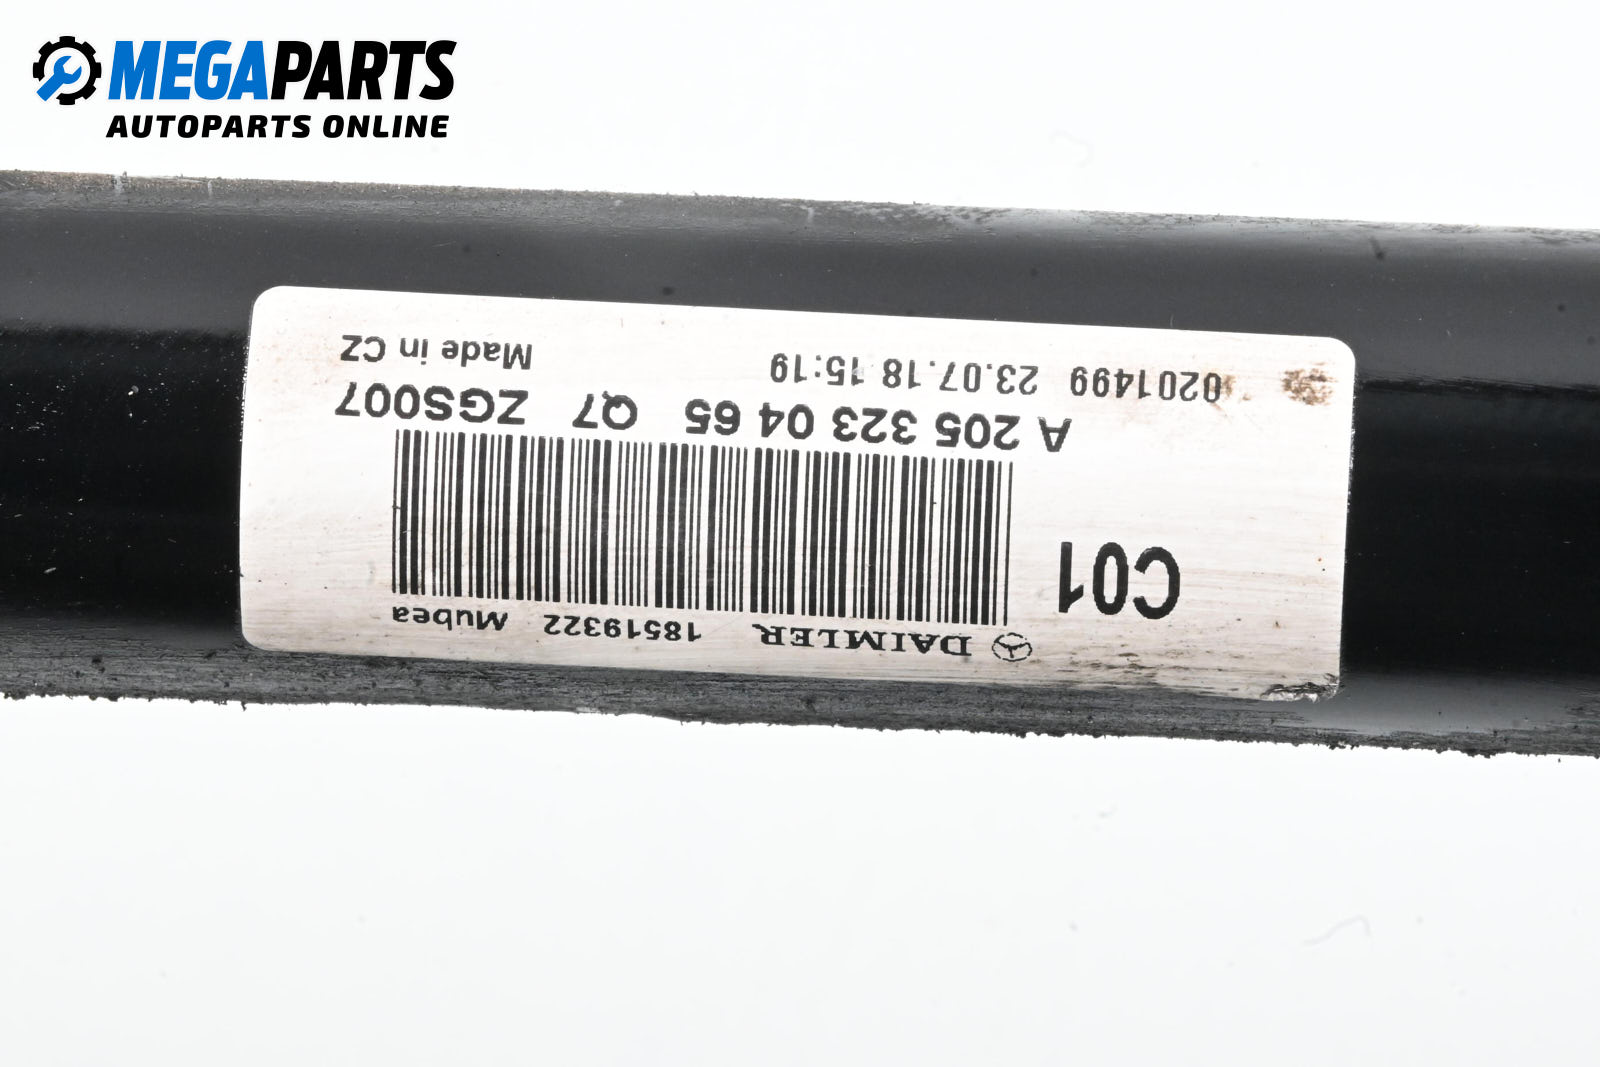 MEGAPARTS
AUTOPARTS ONLINE
DAIMLER 18519322 Mubea
C01
A 205 323 04 65 Q7 ZGS007
0201499 23.07.18 15:19 Made in CZ